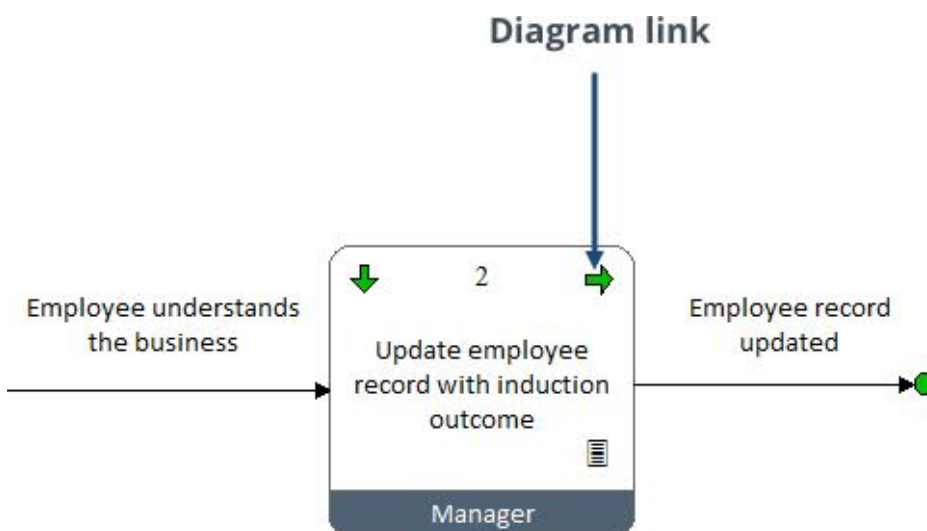 Diagram link
2
Employee understands
the business
Update employee
record with induction
outcome
Employee record
updated
Manager